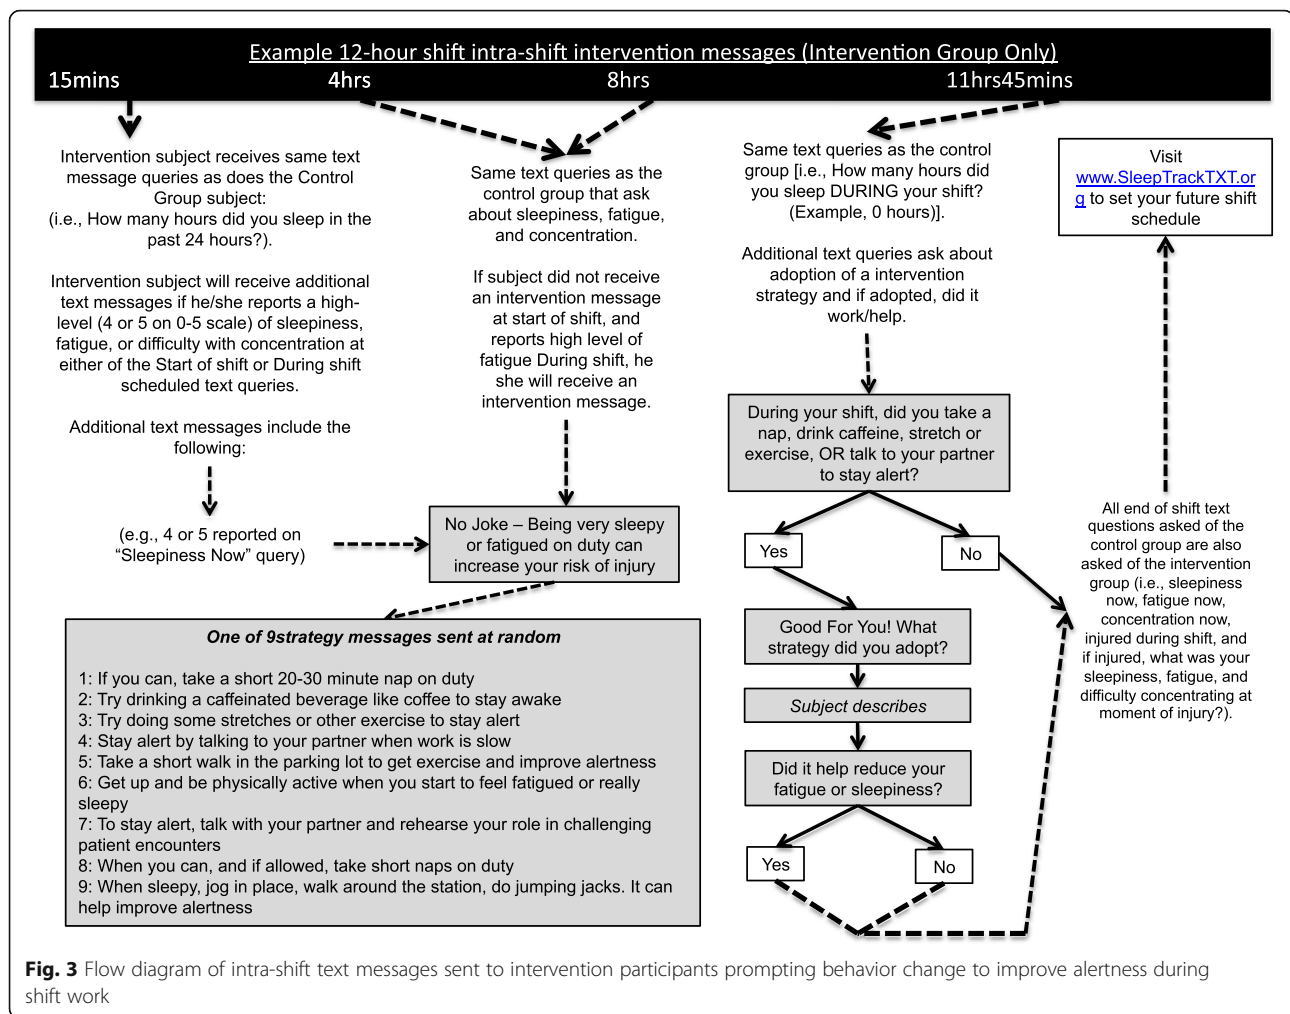 Example 12-hour shift intra-shift intervention messages (Intervention Group Only)
15mins 4hrs 8hrs 11hrs45mins
Intervention subject receives same text
message queries as does the Control
Group subject:
(i.e., How many hours did you sleep in the
past 24 hours?).
Intervention subject will receive additional
text messages if he/she reports a high-
level (4 or 5 on 0-5 scale) of sleepiness,
fatigue, or difficulty with concentration at
either of the Start of shift or During shift
scheduled text queries.
Additional text messages include the
following:
(e.g., 4 or 5 reported on
“Sleepiness Now” query)
Same text queries as the
control group that ask
about sleepiness, fatigue,
and concentration.
If subject did not receive
an intervention message
at start of shift, and
reports high level of
fatigue During shift, he
she will receive an
intervention message.
No Joke – Being very sleepy
or fatigued on duty can
increase your risk of injury
One of 9strategy messages sent at random
1: If you can, take a short 20-30 minute nap on duty
2: Try drinking a caffeinated beverage like coffee to stay awake
3: Try doing some stretches or other exercise to stay alert
4: Stay alert by talking to your partner when work is slow
5: Take a short walk in the parking lot to get exercise and improve alertness
6: Get up and be physically active when you start to feel fatigued or really
sleepy
7: To stay alert, talk with your partner and rehearse your role in challenging
patient encounters
8: When you can, and if allowed, take short naps on duty
9: When sleepy, jog in place, walk around the station, do jumping jacks. It can
help improve alertness
Same text queries as the control
group [i.e., How many hours did
you sleep DURING your shift?
(Example, 0 hours)].
Additional text queries ask about
adoption of a intervention
strategy and if adopted, did it
work/help.
During your shift, did you take a
nap, drink caffeine, stretch or
exercise, OR talk to your partner
to stay alert?
Yes
No
Good For You! What
strategy did you adopt?
Subject describes
Did it help reduce your
fatigue or sleepiness?
Yes
No
All end of shift text
questions asked of the
control group are also
asked of the intervention
group (i.e., sleepiness
now, fatigue now,
concentration now,
injured during shift, and
if injured, what was your
sleepiness, fatigue, and
difficulty concentrating at
moment of injury?).
Visit
www.SleepTrackTXT.or
g to set your future shift
schedule
Fig. 3 Flow diagram of intra-shift text messages sent to intervention participants prompting behavior change to improve alertness during
shift work